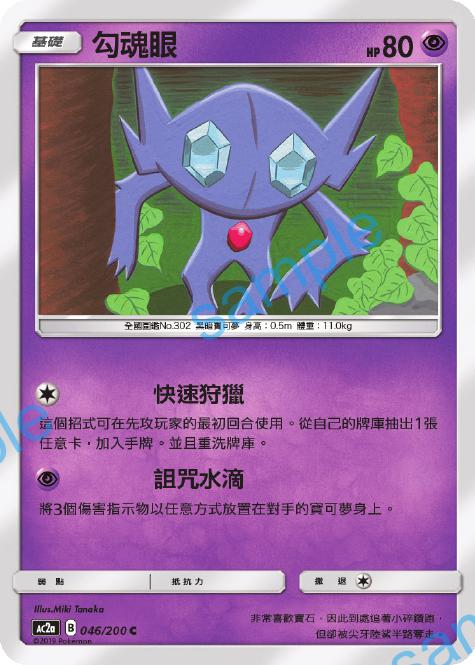 基礎 勾魂眼 HP 80
sample
全國圖鑑No.302 黑暗寶可夢 身高：0.5m 體重：11.0kg
快速狩獵
這個招式可在先攻玩家的最初回合使用。從自己的牌庫抽出1張
任意卡，加入手牌。並且重洗牌庫。
詛咒水滴
將3個傷害指示物以任意方式放置在對手的寶可夢身上。
弱點 抵抗力 撤退
Illus.Miki Tanaka
AC2a B 046/200 C
©2019 Pokémon
非常喜歡寶石，因此到處追著小碎鑽跑，
但卻被尖牙陸鯊半路奪走。